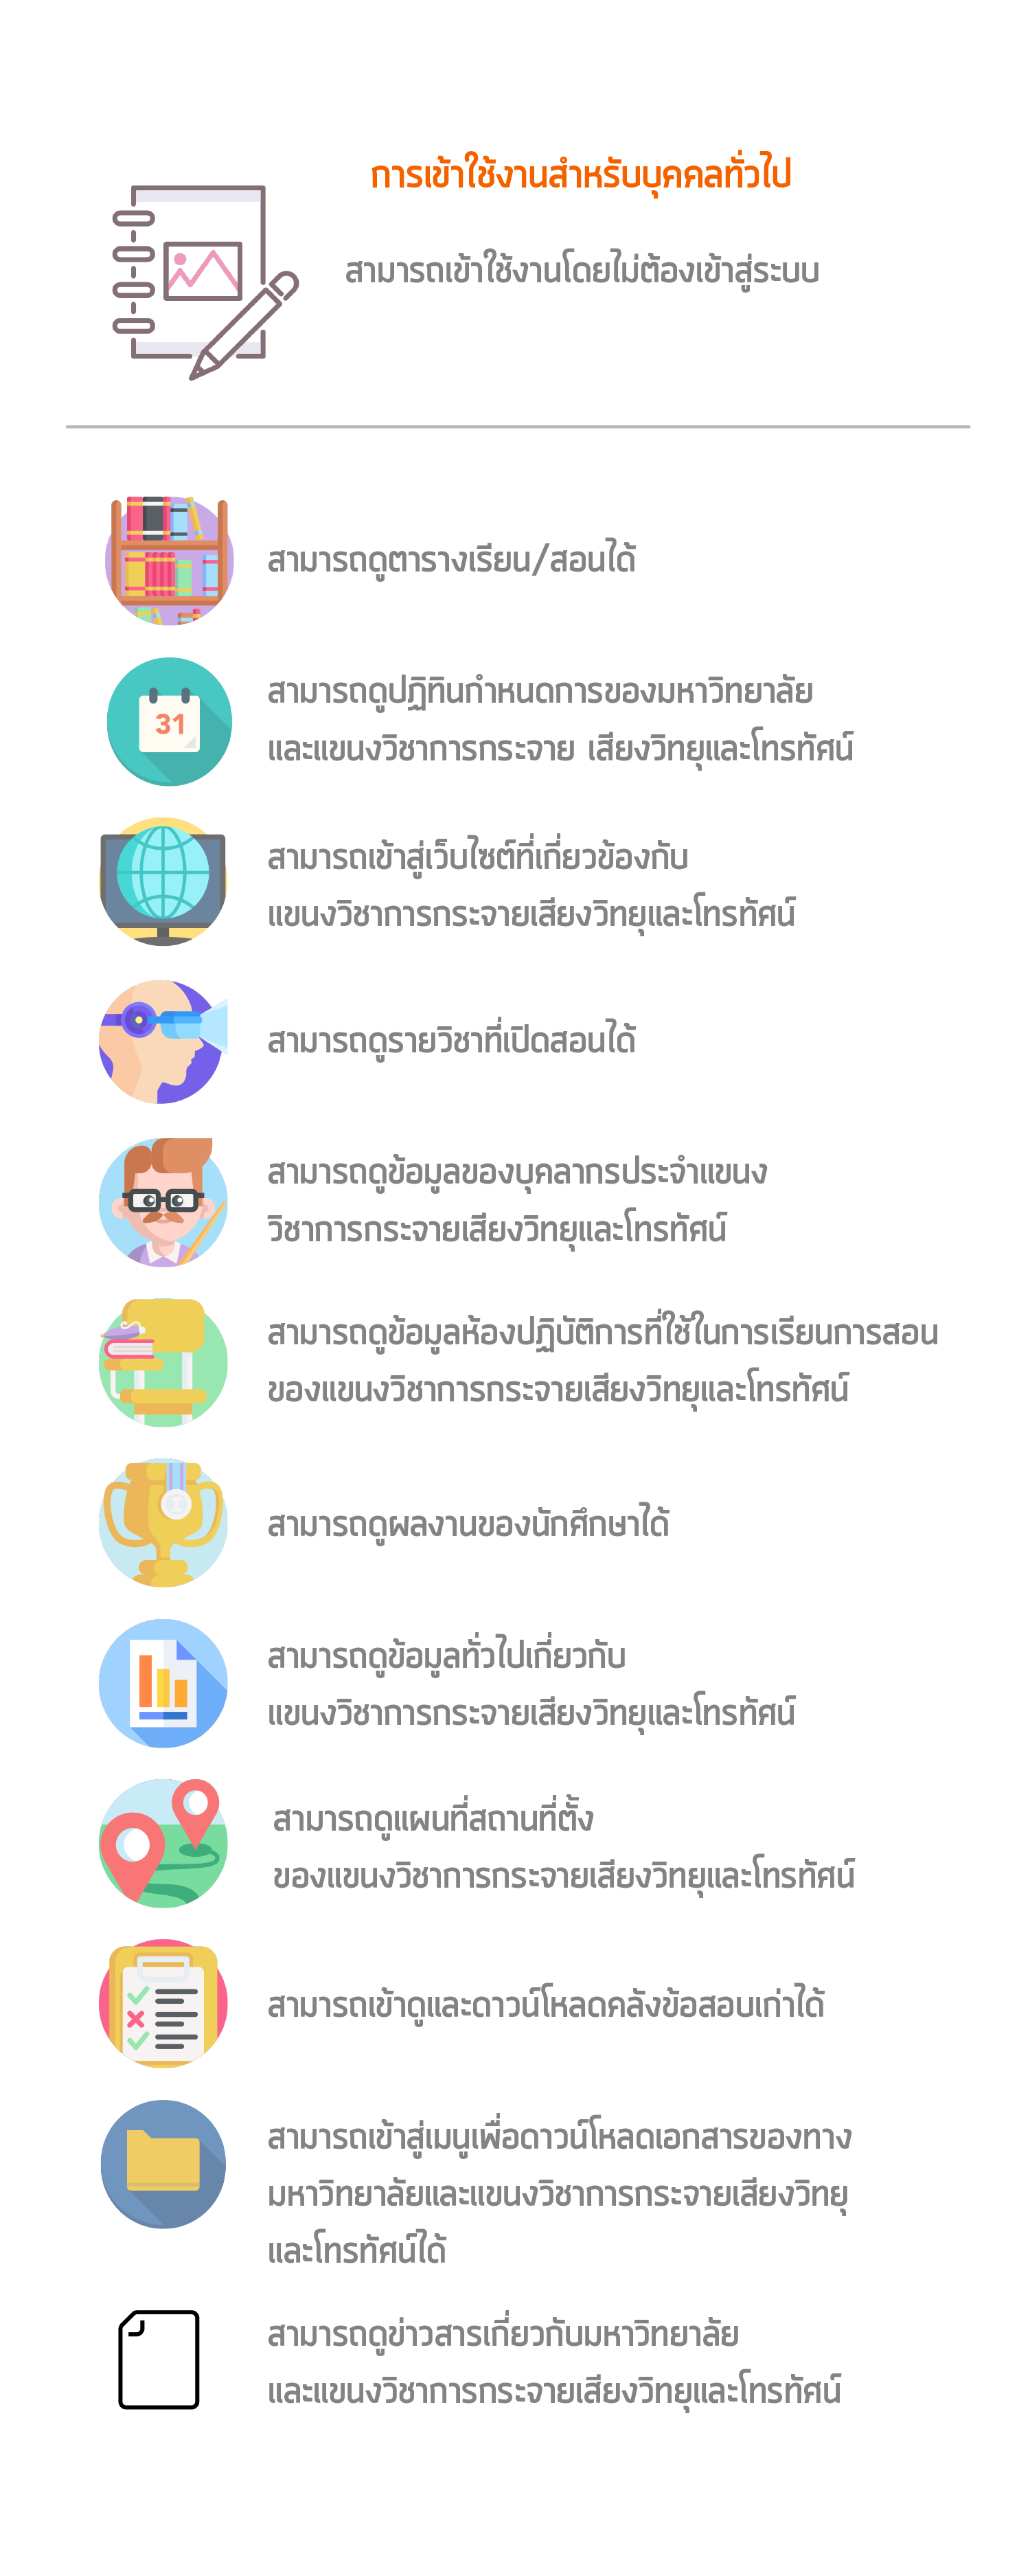 การเข้าใช้งานสำหรับบุคคลทั่วไป
สามารถเข้าใช้งานโดยไม่ต้องเข้าสู่ระบบ
สามารถดูตารางเรียน/สอนได้
31
สามารถดูปฏิทินกำหนดการของมหาวิทยาลัย
และแขนงวิชาการกระจาย เสียงวิทยุและโทรทัศน์
สามารถเข้าสู่เว็บไซต์ที่เกี่ยวข้องกับ
แขนงวิชาการกระจายเสียงวิทยุและโทรทัศน์
สามารถดูรายวิชาที่เปิดสอนได้
สามารถดูข้อมูลของบุคลากรประจำแขนง
วิชาการกระจายเสียงวิทยุและโทรทัศน์
สามารถดูข้อมูลห้องปฏิบัติการที่ใช้ในการเรียนการสอน
ของแขนงวิชาการกระจายเสียงวิทยุและโทรทัศน์
สามารถดูผลงานของนักศึกษาได้
สามารถดูข้อมูลทั่วไปเกี่ยวกับ
แขนงวิชาการกระจายเสียงวิทยุและโทรทัศน์
สามารถดูแผนที่สถานที่ตั้ง
ของแขนงวิชาการกระจายเสียงวิทยุและโทรทัศน์
สามารถเข้าดูและดาวน์โหลดคลังข้อสอบเก่าได้
สามารถเข้าสู่เมนูเพื่อดาวน์โหลดเอกสารของทาง
มหาวิทยาลัยและแขนงวิชาการกระจายเสียงวิทยุ
และโทรทัศน์ได้
สามารถดูข่าวสารเกี่ยวกับมหาวิทยาลัย
และแขนงวิชาการกระจายเสียงวิทยุและโทรทัศน์